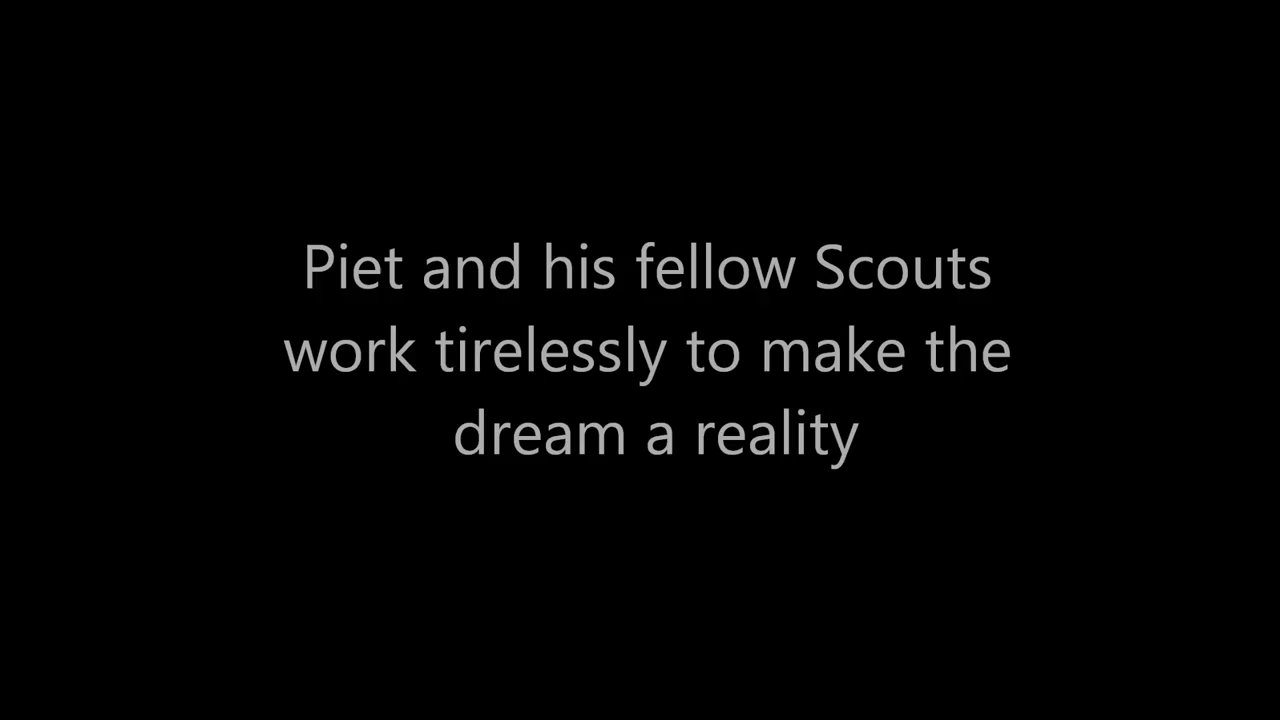 Piet and his fellow Scouts
work tirelessly to make the
dream a reality